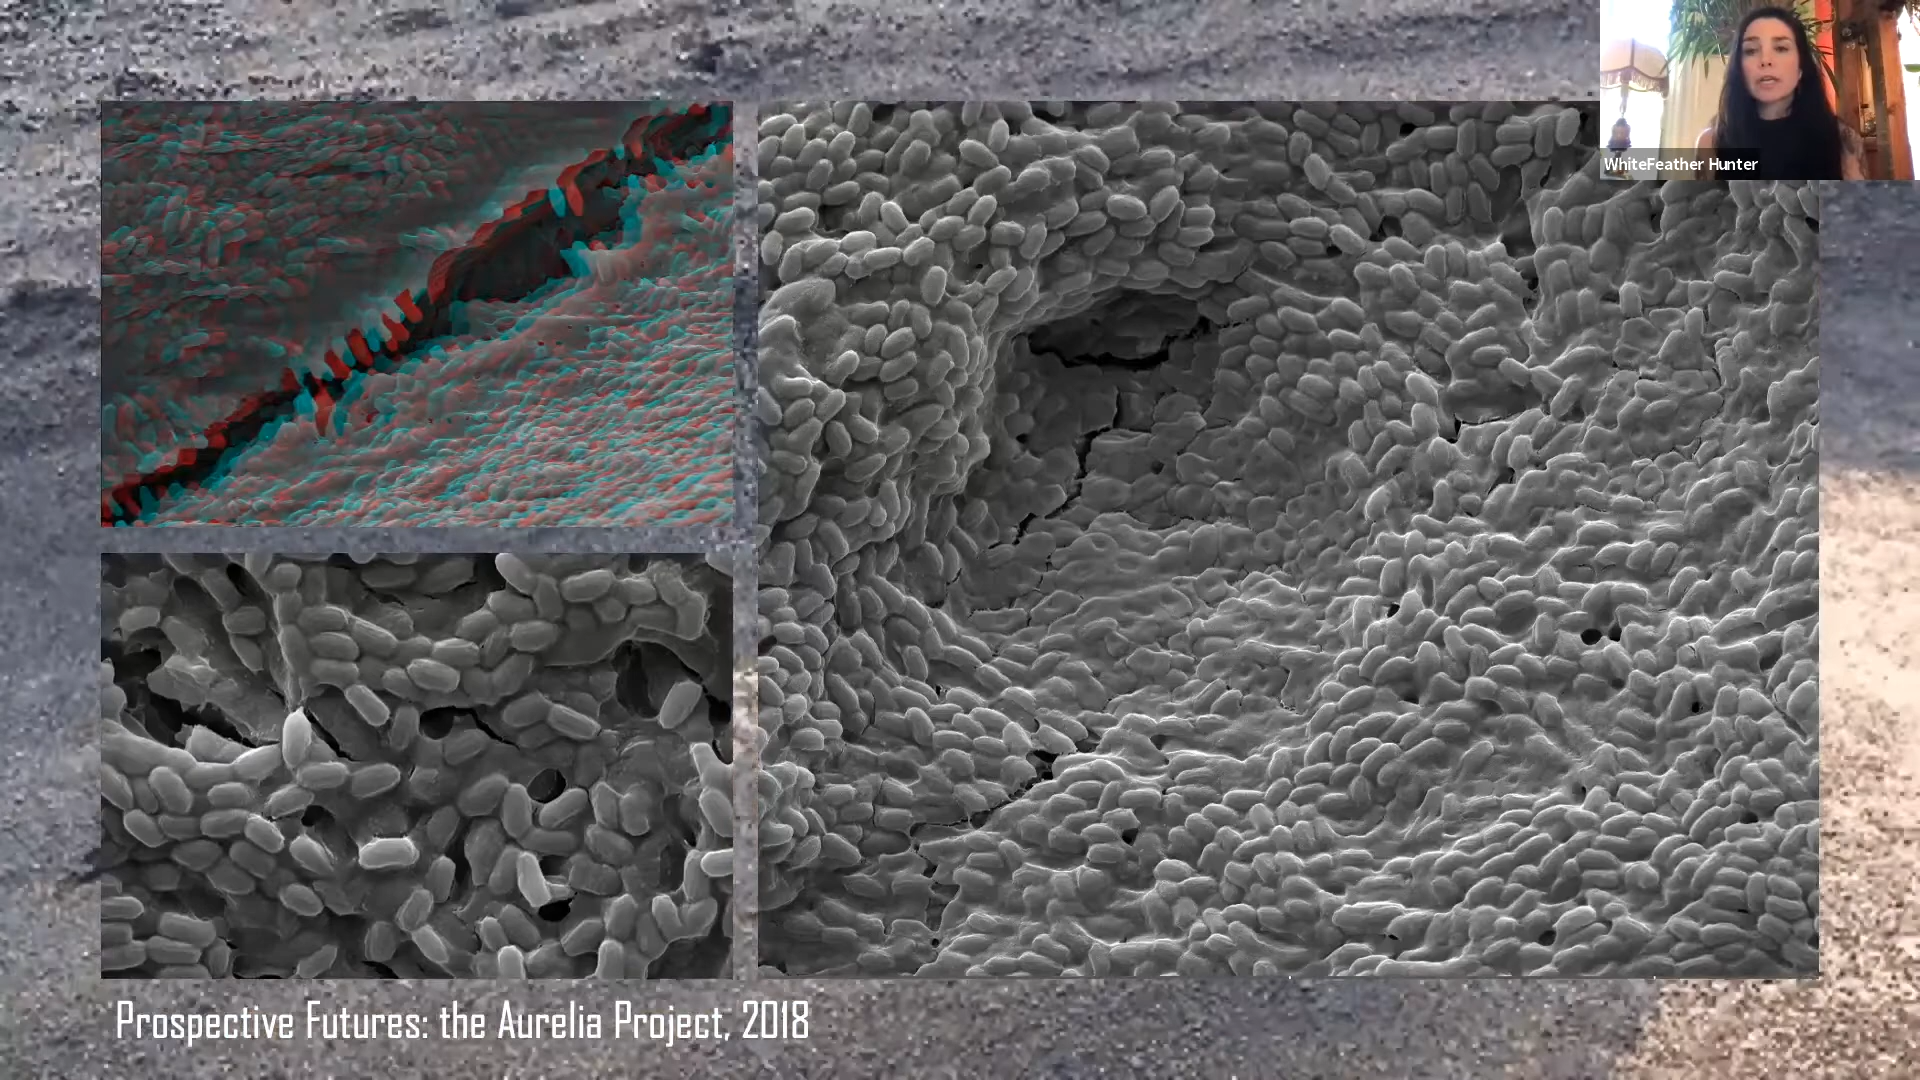 WhiteFeather Hunter
Prospective Futures: the Aurelia Project, 2018